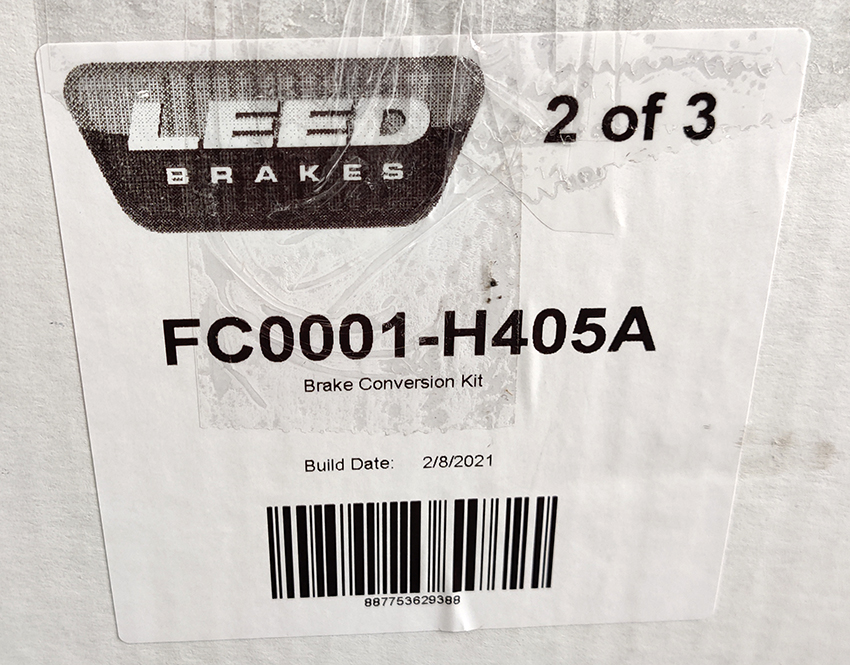 LEED
BRAKES
2 of 3
FC0001-H405A
Brake Conversion Kit
Build Date: 2/8/2021
887753629388